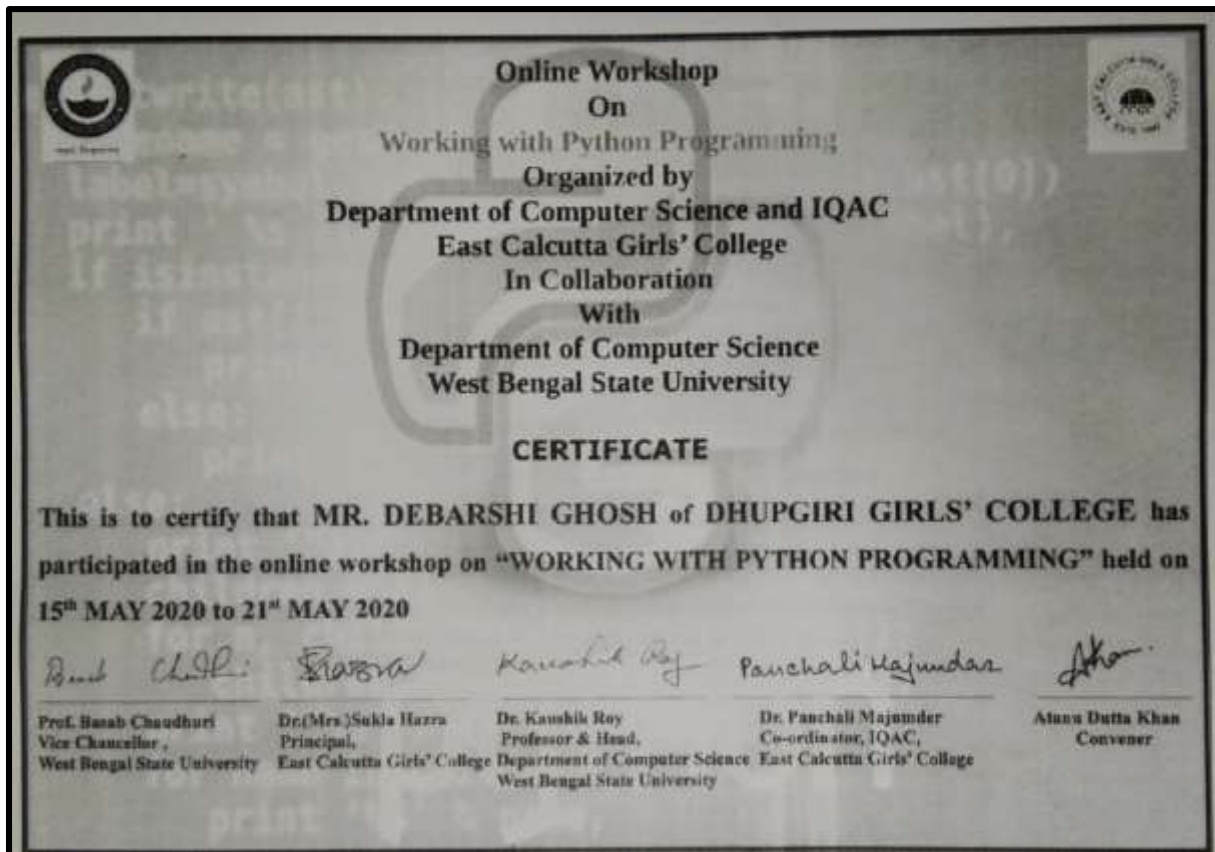 Online Workshop
On
Working with Python Programming
Organized by
Department of Computer Science and IQAC
East Calcutta Girls' College
In Collaboration
With
Department of Computer Science
West Bengal State University
CERTIFICATE
This is to certify that MR. DEBARSHI GHOSH of DHUPGIRI GIRLS' COLLEGE has
participated in the online workshop on “WORKING WITH PYTHON PROGRAMMING” held on
15th MAY 2020 to 21st MAY 2020
Panchali Majumdar
Prof. Basab Chaudhuri
Vice Chancellor ,
West Bengal State University
Dr.(Mrs.)Sukla Hazra
Principal,
East Calcutta Girls' College
Dr. Kaushik Roy
Professor & Head,
Department of Computer Science
West Bengal State University
Dr. Panchali Majumder
Co-ordinator, IQAC,
East Calcutta Girls' College
Atanu Dutta Khan
Convener